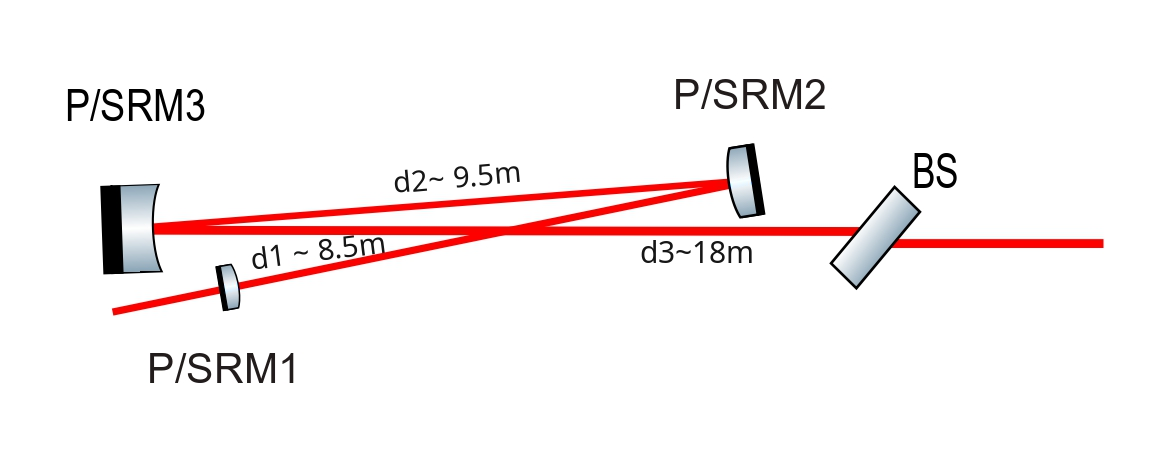 P/SRM3
P/SRM2
d2~ 9.5m
BS
d1 ~ 8.5m
d3~18m
P/SRM1